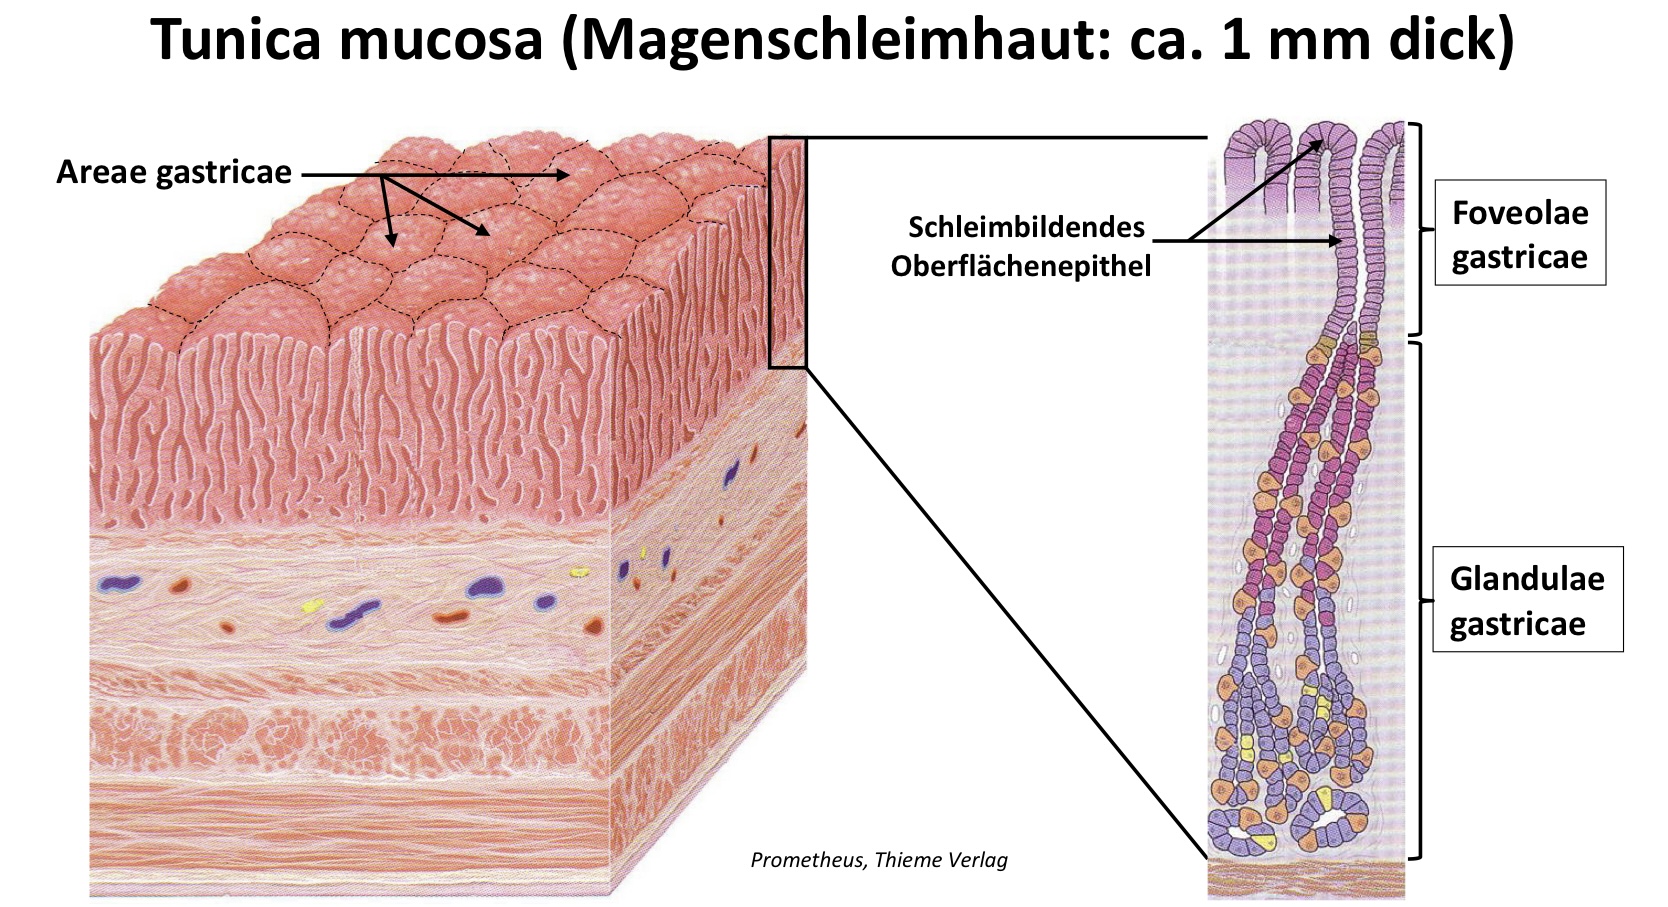 Tunica mucosa (Magenschleimhaut: ca. 1 mm dick)
Areae gastricae
Schleimbildendes
Oberflächenepithel
Foveolae
gastricae
Glandulae
gastricae
Prometheus, Thieme Verlag